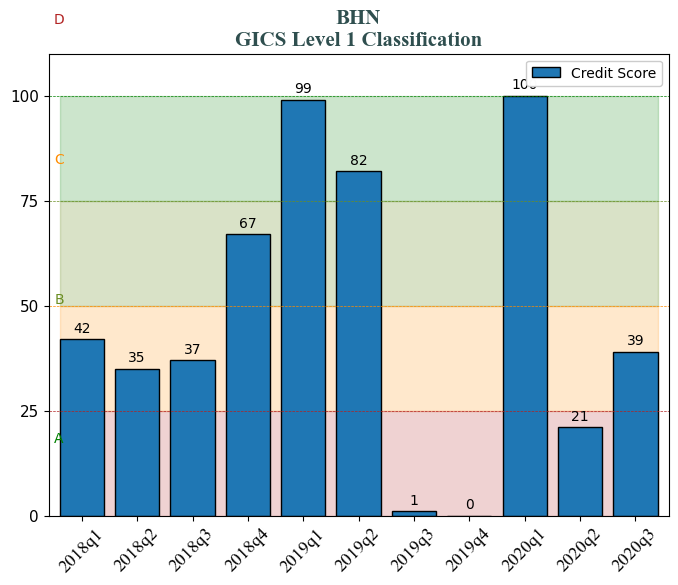 D
BHN
GICS Level 1 Classification
Credit Score
100
99
100
C
82
75
67
B
50
42
35
37
39
25
21
A
1
0
0
2018q1
2018q2
2018q3
2018q4
2019q1
2019q2
2019q3
2019q4
2020q1
2020q2
2020q3